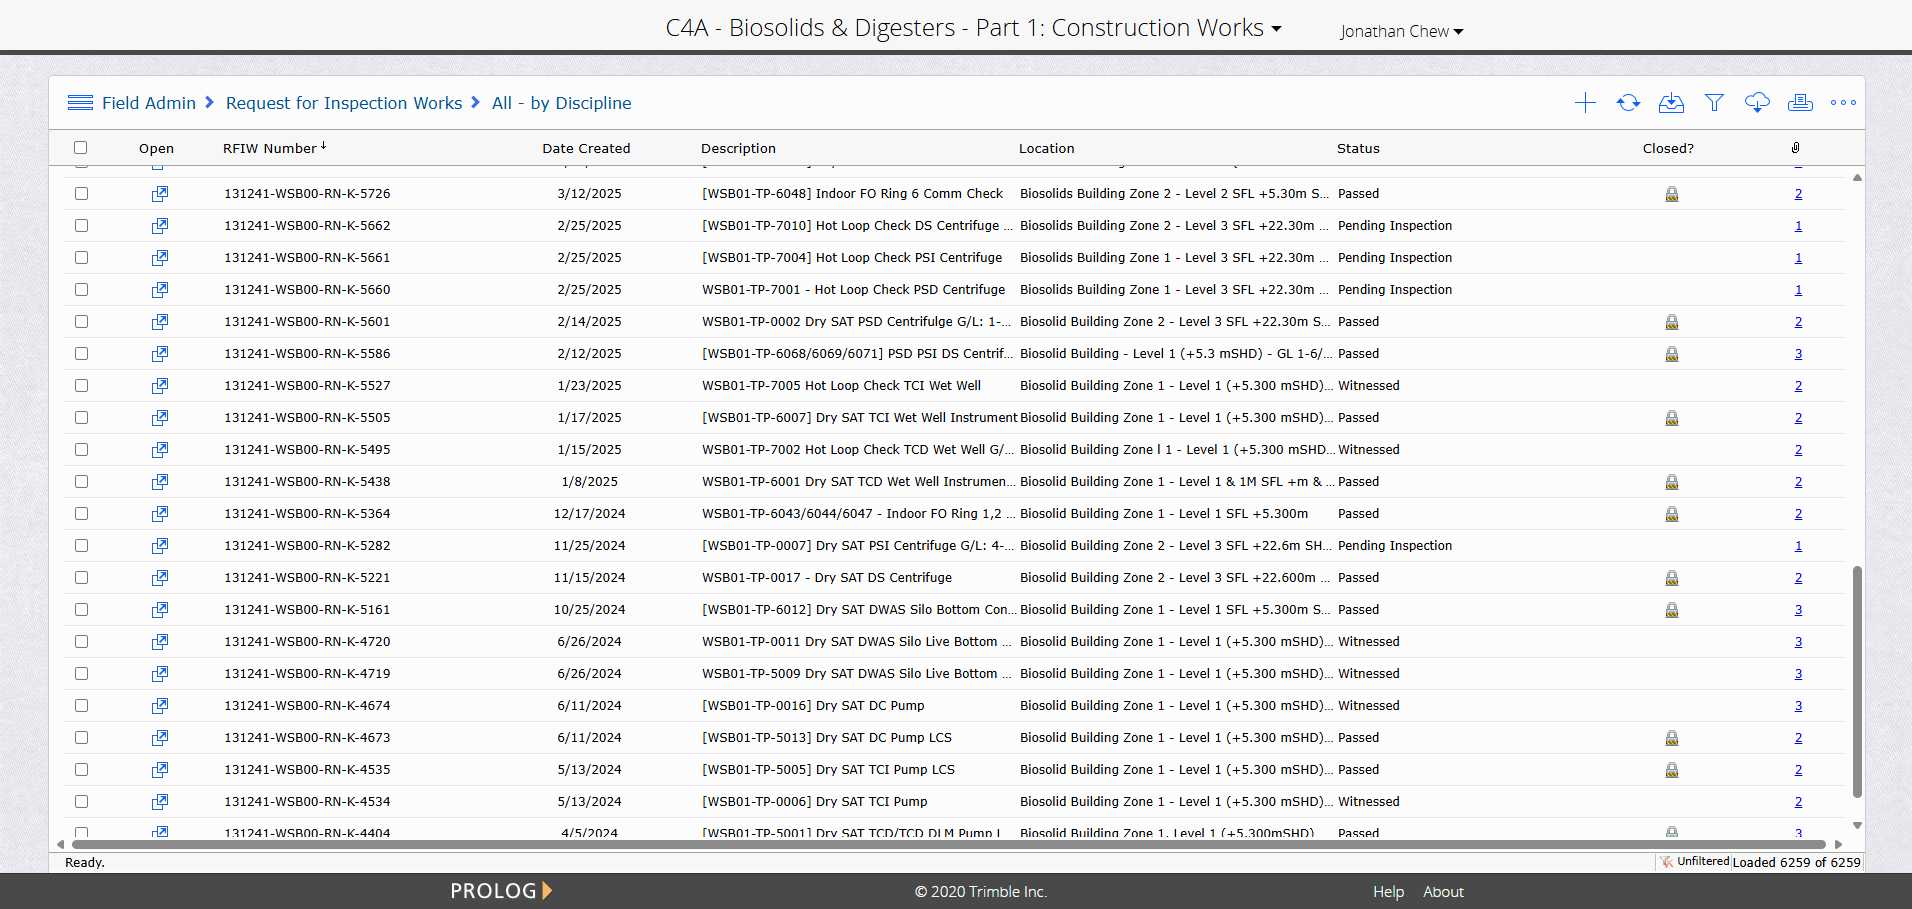 C4A - Biosolids & Digesters - Part 1: Construction Works
Jonathan Chew
Field Admin Request for Inspection Works All - by Discipline
Open RFIW Number Date Created Description Location Status Closed?
131241-WSB00-RN-K-5726 3/12/2025 [WSB01-TP-6048] Indoor FO Ring 6 Comm Check Biosolids Building Zone 2 - Level 2 SFL +5.30m S... Passed 2
131241-WSB00-RN-K-5662 2/25/2025 [WSB01-TP-7010] Hot Loop Check DS Centrifuge ... Biosolids Building Zone 2 - Level 3 SFL +22.30m ... Pending Inspection 1
131241-WSB00-RN-K-5661 2/25/2025 [WSB01-TP-7004] Hot Loop Check PSI Centrifuge Biosolids Building Zone 1 - Level 3 SFL +22.30m ... Pending Inspection 1
131241-WSB00-RN-K-5660 2/25/2025 WSB01-TP-7001 - Hot Loop Check PSD Centrifuge Biosolids Building Zone 1 - Level 3 SFL +22.30m ... Pending Inspection 1
131241-WSB00-RN-K-5601 2/14/2025 WSB01-TP-0002 Dry SAT PSD Centrifulge G/L: 1-... Biosolid Building Zone 2 - Level 3 SFL +22.30m S... Passed 2
131241-WSB00-RN-K-5586 2/12/2025 [WSB01-TP-6068/6069/6071] PSD PSI DS Centrif... Biosolid Building - Level 1 (+5.3 mSHD) - GL 1-6/... Passed 3
131241-WSB00-RN-K-5527 1/23/2025 WSB01-TP-7005 Hot Loop Check TCI Wet Well Biosolid Building Zone 1 - Level 1 (+5.300 mSHD)... Witnessed 2
131241-WSB00-RN-K-5505 1/17/2025 [WSB01-TP-6007] Dry SAT TCI Wet Well Instrument Biosolid Building Zone 1 - Level 1 (+5.300 mSHD)... Passed 2
131241-WSB00-RN-K-5495 1/15/2025 WSB01-TP-7002 Hot Loop Check TCD Wet Well G/... Biosolid Building Zone l 1 - Level 1 (+5.300 mSHD... Witnessed 2
131241-WSB00-RN-K-5438 1/8/2025 WSB01-TP-6001 Dry SAT TCD Wet Well Instrumen... Biosolid Building Zone 1 - Level 1 & 1M SFL +m & ... Passed 2
131241-WSB00-RN-K-5364 12/17/2024 WSB01-TP-6043/6044/6047 - Indoor FO Ring 1,2 ... Biosolid Building Zone 1 - Level 1 SFL +5.300m Passed 2
131241-WSB00-RN-K-5282 11/25/2024 [WSB01-TP-0007] Dry SAT PSI Centrifuge G/L: 4-... Biosolid Building Zone 2 - Level 3 SFL +22.6m SH... Pending Inspection 1
131241-WSB00-RN-K-5221 11/15/2024 WSB01-TP-0017 - Dry SAT DS Centrifuge Biosolid Building Zone 2 - Level 3 SFL +22.600m ... Passed 2
131241-WSB00-RN-K-5161 10/25/2024 [WSB01-TP-6012] Dry SAT DWAS Silo Bottom Con... Biosolid Building Zone 1 - Level 1 SFL +5.300m S... Passed 3
131241-WSB00-RN-K-4720 6/26/2024 WSB01-TP-0011 Dry SAT DWAS Silo Live Bottom ... Biosolid Building Zone 1 - Level 1 (+5.300 mSHD)... Witnessed 3
131241-WSB00-RN-K-4719 6/26/2024 WSB01-TP-5009 Dry SAT DWAS Silo Live Bottom ... Biosolid Building Zone 1 - Level 1 (+5.300 mSHD)... Witnessed 3
131241-WSB00-RN-K-4674 6/11/2024 [WSB01-TP-0016] Dry SAT DC Pump Biosolid Building Zone 1 - Level 1 (+5.300 mSHD)... Witnessed 3
131241-WSB00-RN-K-4673 6/11/2024 [WSB01-TP-5013] Dry SAT DC Pump LCS Biosolid Building Zone 1 - Level 1 (+5.300 mSHD)... Passed 2
131241-WSB00-RN-K-4535 5/13/2024 [WSB01-TP-5005] Dry SAT TCI Pump LCS Biosolid Building Zone 1 - Level 1 (+5.300 mSHD)... Passed 2
131241-WSB00-RN-K-4534 5/13/2024 [WSB01-TP-0006] Dry SAT TCI Pump Biosolid Building Zone 1 - Level 1 (+5.300 mSHD)... Witnessed 2
131241-WSB00-RN-K-4404 4/5/2024 [WSB01-TP-5001] Dry SAT TCD/TCD DLM Pump Biosolid Building Zone 1, Level 1 (+5.300mSHD) Passed 3
Ready. Unfiltered Loaded 6259 of 6259
PROLOG © 2020 Trimble Inc. Help About